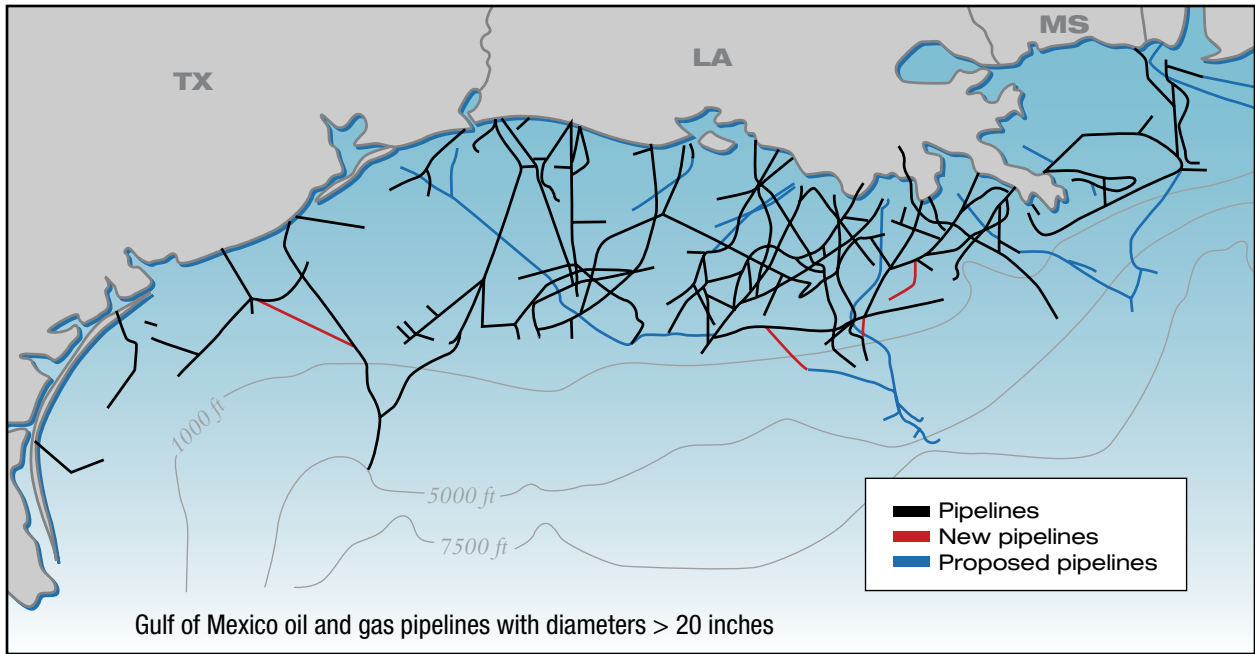 TX
LA
MS
1000 ft
5000 ft
7500 ft
Pipelines
New pipelines
Proposed pipelines
Gulf of Mexico oil and gas pipelines with diameters > 20 inches